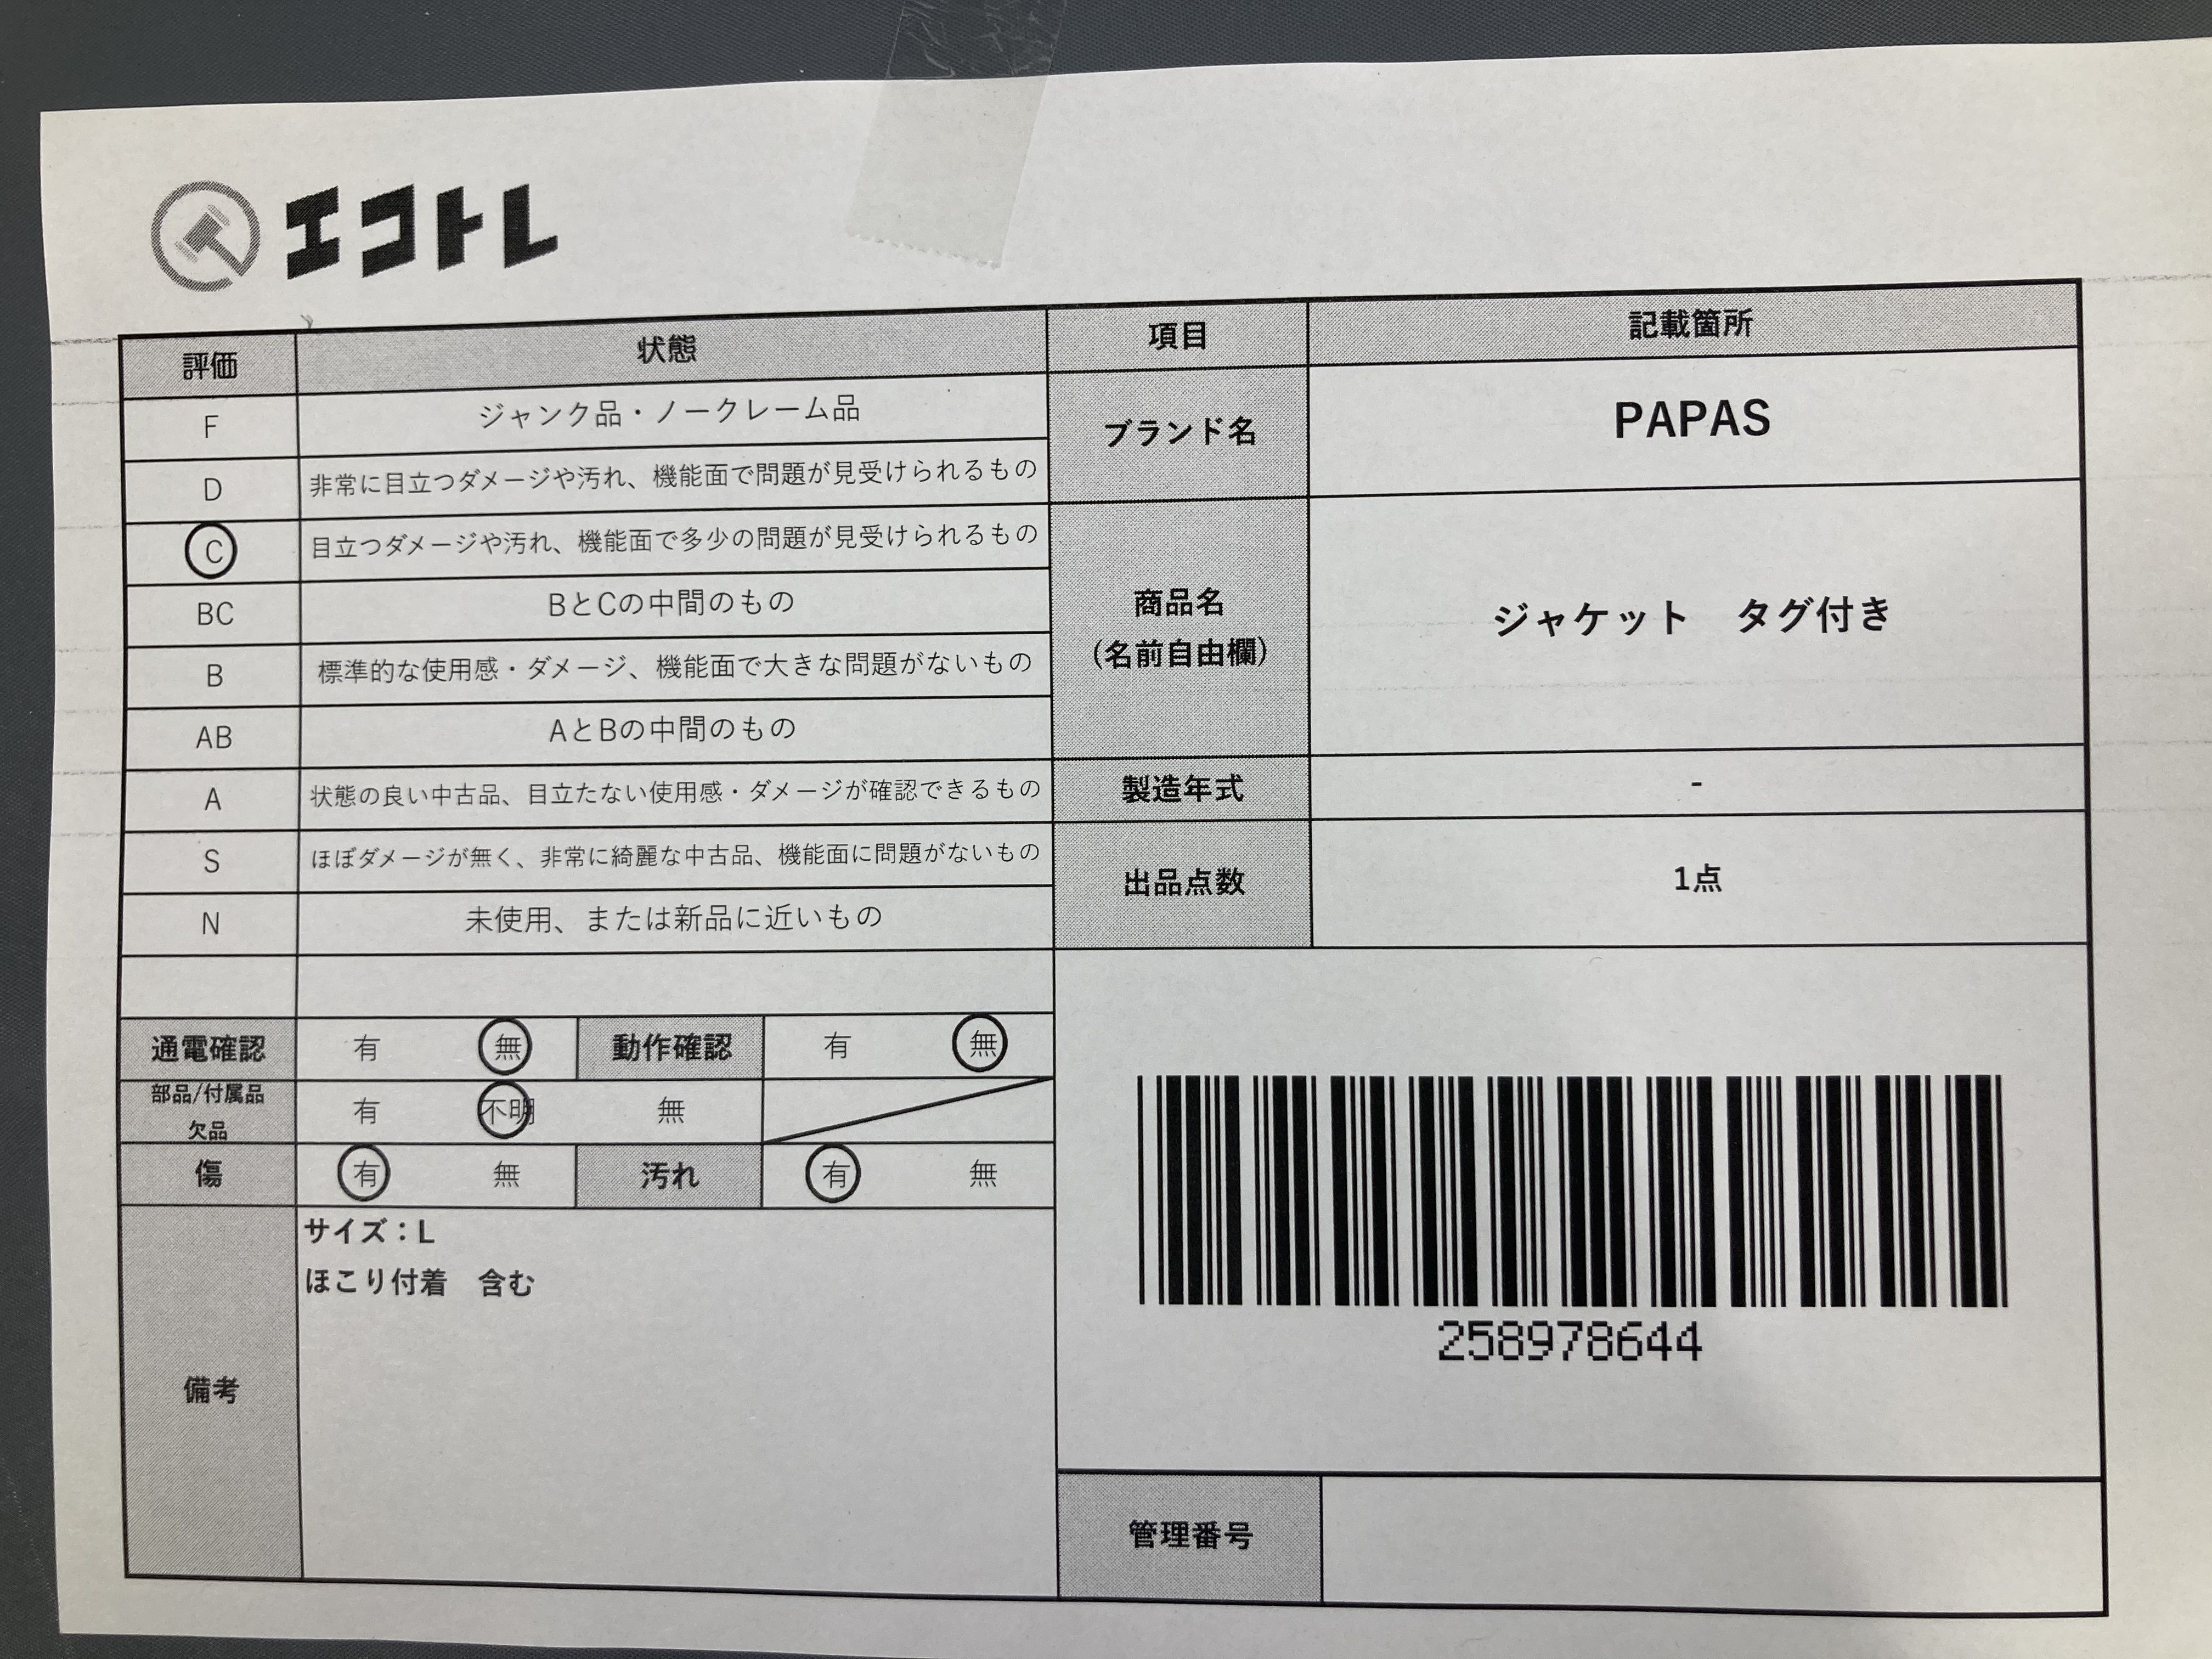 エコトレ
評価 状態 項目 記載箇所
F ジャンク品・ノークレーム品
D 非常に目立つダメージや汚れ、機能面で問題が見受けられるもの
C 目立つダメージや汚れ、機能面で多少の問題が見受けられるもの
BC BとCの中間のもの
B 標準的な使用感・ダメージ、機能面で大きな問題がないもの
AB AとBの中間のもの
A 状態の良い中古品、目立たない使用感・ダメージが確認できるもの
S ほぼダメージが無く、非常に綺麗な中古品、機能面に問題がないもの
N 未使用、または新品に近いもの
ブランド名 PAPAS
商品名
(名前自由欄)
ジャケット　タグ付き
製造年式 -
出品点数 1点
通電確認 有 無 動作確認 有 無
部品/付属品
欠品
有 不明 無
傷 有 無 汚れ 有 無
備考
サイズ：L
ほこり付着　含む
258978644
管理番号